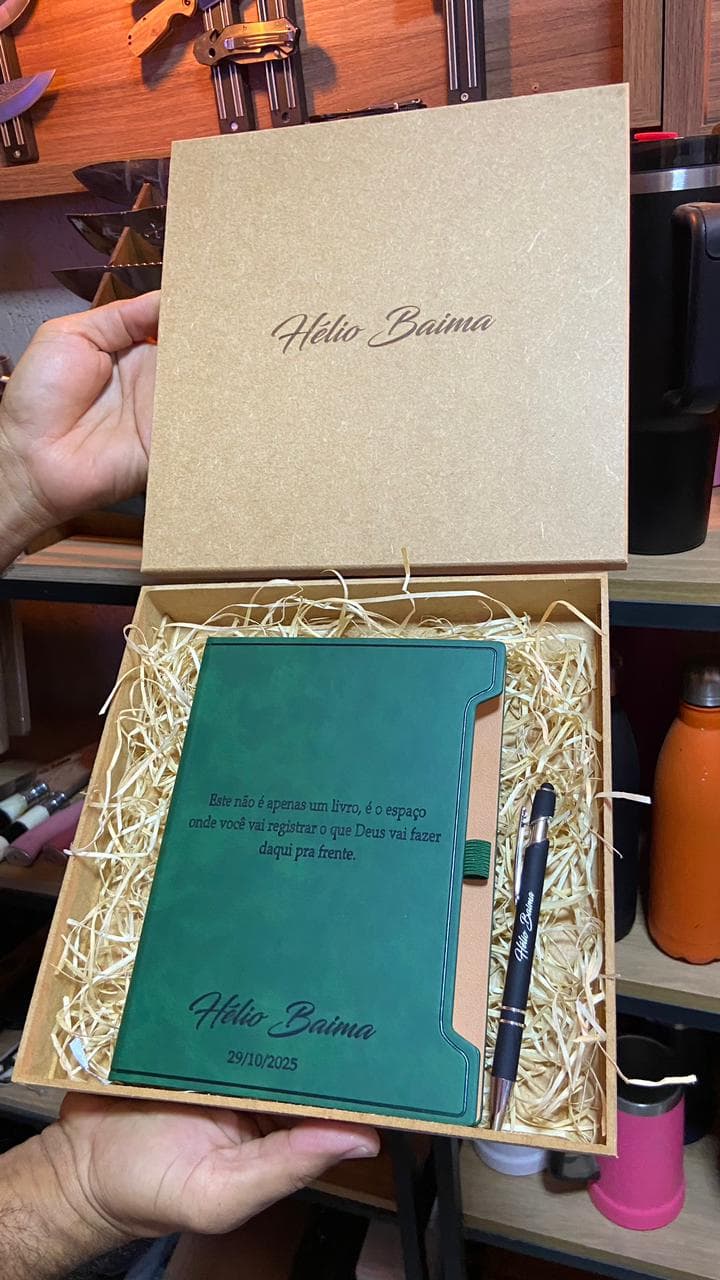 Hélio Baima
Este não é apenas um livro, é o espaço
onde você vai registrar o que Deus vai fazer
daqui pra frente.
Hélio Baima
Hélio Baima
29/10/2025